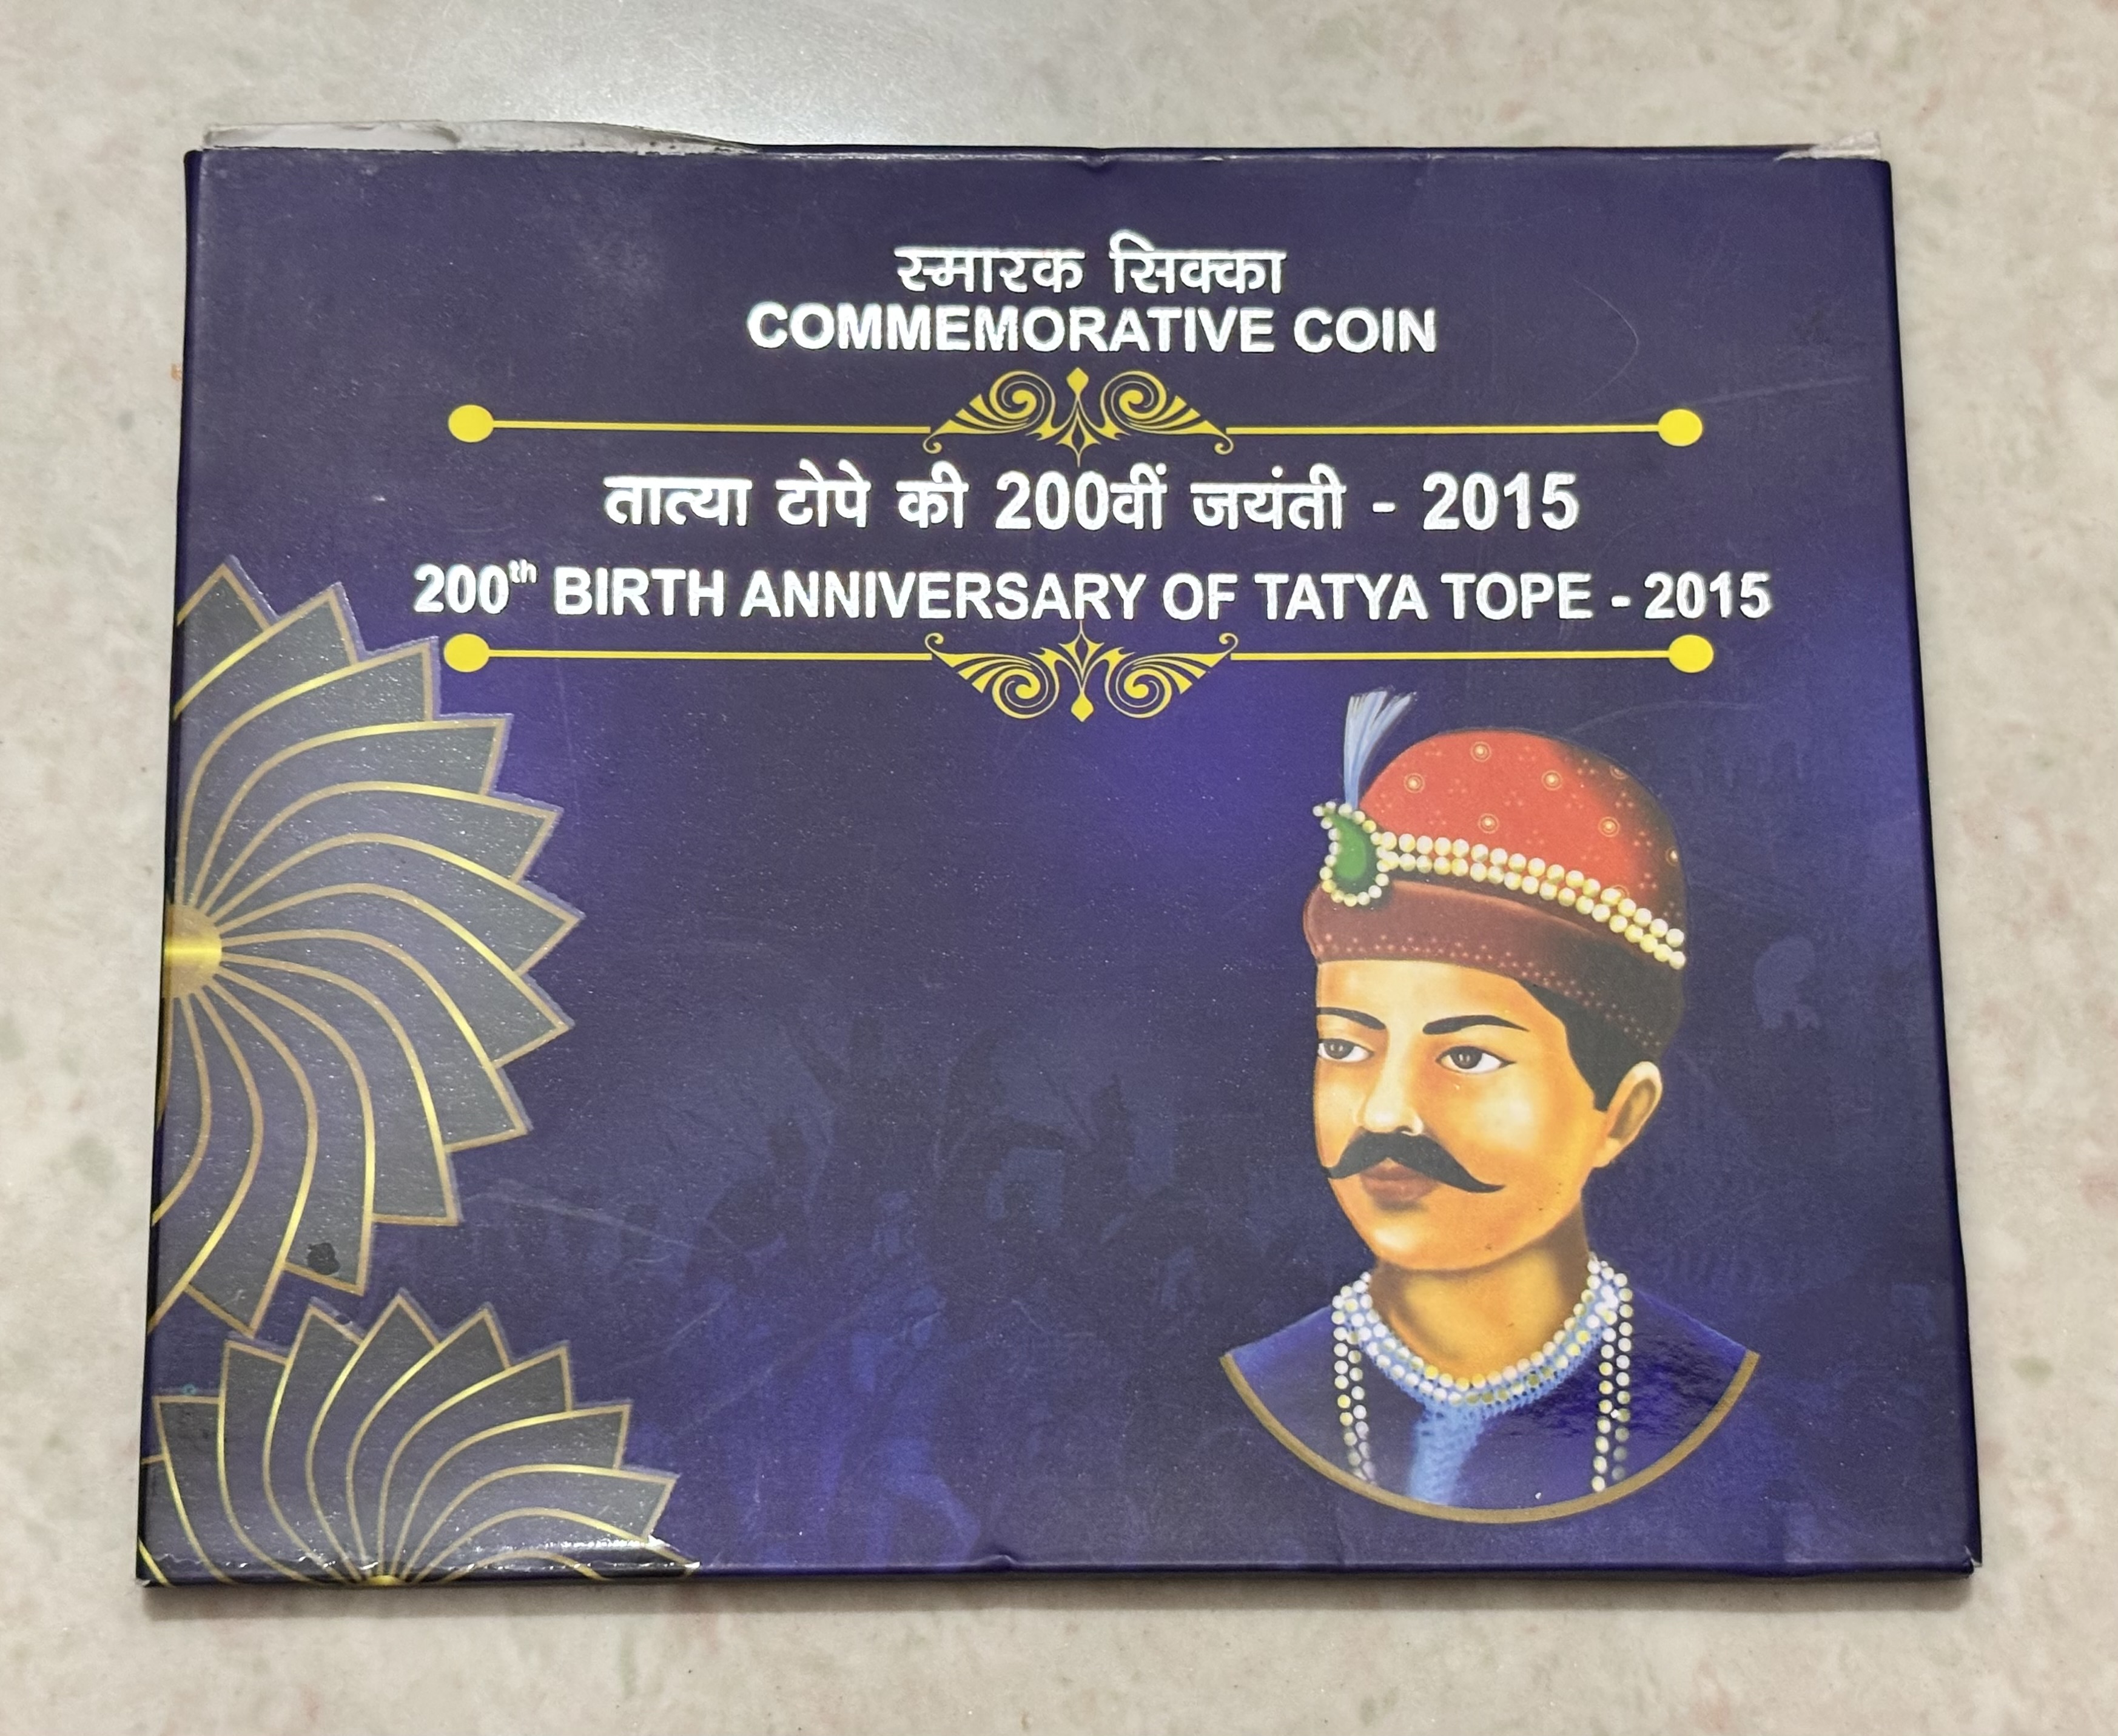 स्मारक सिक्का
COMMEMORATIVE COIN
तात्या टोपे की 200वीं जयंती - 2015
200th BIRTH ANNIVERSARY OF TATYA TOPE - 2015